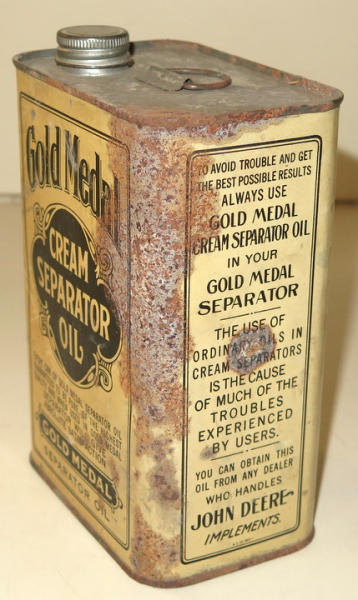 Gold Medal
CREAM
SEPARATOR
OIL
GOLD MEDAL
SEPARATOR OIL
TO AVOID TROUBLE AND GET
THE BEST POSSIBLE RESULTS
ALWAYS USE
GOLD MEDAL
CREAM SEPARATOR OIL
IN YOUR
GOLD MEDAL
SEPARATOR
THE USE OF
ORDINARY OILS IN
CREAM SEPARATORS
IS THE CAUSE
OF MUCH OF THE
TROUBLES
EXPERIENCED
BY USERS.
YOU CAN OBTAIN THIS
OIL FROM ANY DEALER
WHO HANDLES
JOHN DEERE
IMPLEMENTS.